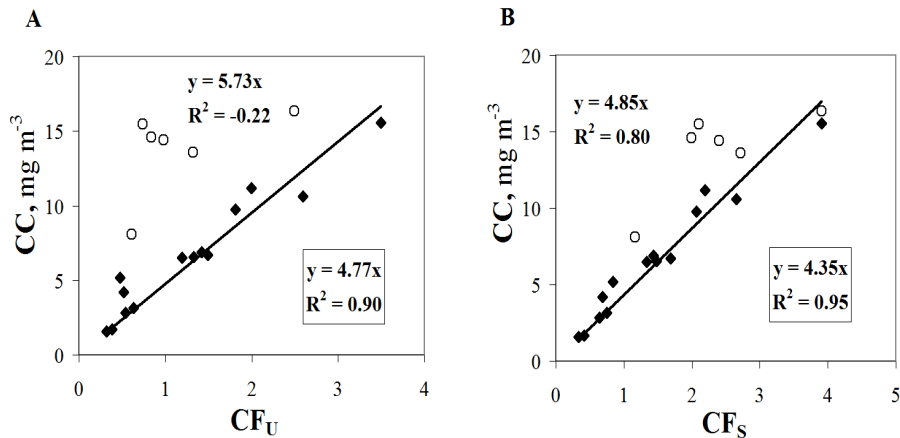 A
20
15
10
5
0
CC, mg m⁻³
y = 5.73x
R² = -0.22
y = 4.77x
R² = 0.90
0 1 2 3 4
CF_U
B
20
15
10
5
0
CC, mg m⁻³
y = 4.85x
R² = 0.80
y = 4.35x
R² = 0.95
0 1 2 3 4 5
CF_S